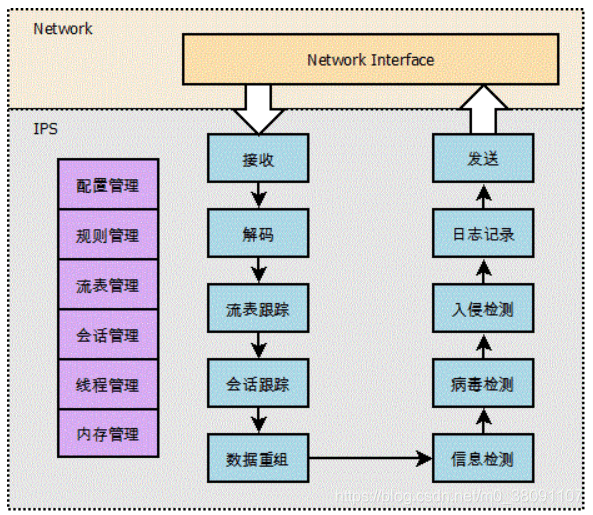 Network
Network Interface
IPS
配置管理
规则管理
流表管理
会话管理
线程管理
内存管理
接收
解码
流表跟踪
会话跟踪
数据重组
发送
日志记录
入侵检测
病毒检测
信息检测
https://blog.csdn.net/m0_38091107